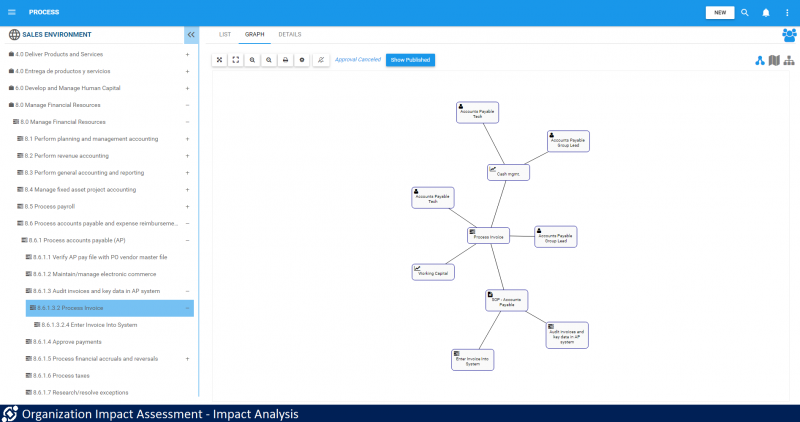 PROCESS
NEW
SALES ENVIRONMENT
LIST GRAPH DETAILS
4.0 Deliver Products and Services
4.0 Entrega de productos y servicios
6.0 Develop and Manage Human Capital
8.0 Manage Financial Resources
8.0 Manage Financial Resources
8.1 Perform planning and management accounting
8.2 Perform revenue accounting
8.3 Perform general accounting and reporting
8.4 Manage fixed asset project accounting
8.5 Process payroll
8.6 Process accounts payable and expense reimburseme...
8.6.1 Process accounts payable (AP)
8.6.1.1 Verify AP pay file with PO vendor master file
8.6.1.2 Maintain/manage electronic commerce
8.6.1.3 Audit invoices and key data in AP system
8.6.1.3.2 Process Invoice
8.6.1.3.2.4 Enter Invoice Into System
8.6.1.4 Approve payments
8.6.1.5 Process financial accruals and reversals
8.6.1.6 Process taxes
8.6.1.7 Research/resolve exceptions
Approval Canceled
Show Published
Accounts Payable
Tech
Accounts Payable
Group Lead
Cash mgmt.
Accounts Payable
Tech
Process Invoice
Accounts Payable
Group Lead
Working Capital
SOP - Accounts
Payable
Audit invoices and
key data in AP
system
Enter Invoice Into
System
Organization Impact Assessment - Impact Analysis